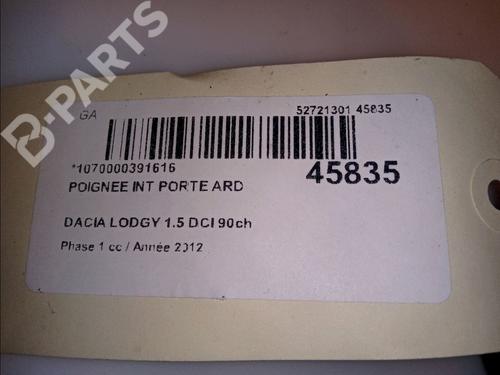 B-PARTS
GA
52721301 45835
*1070000391616
45835
POIGNEE INT PORTE ARD
DACIA LODGY 1.5 DCI 90ch
Phase 1 cc / Année 2012